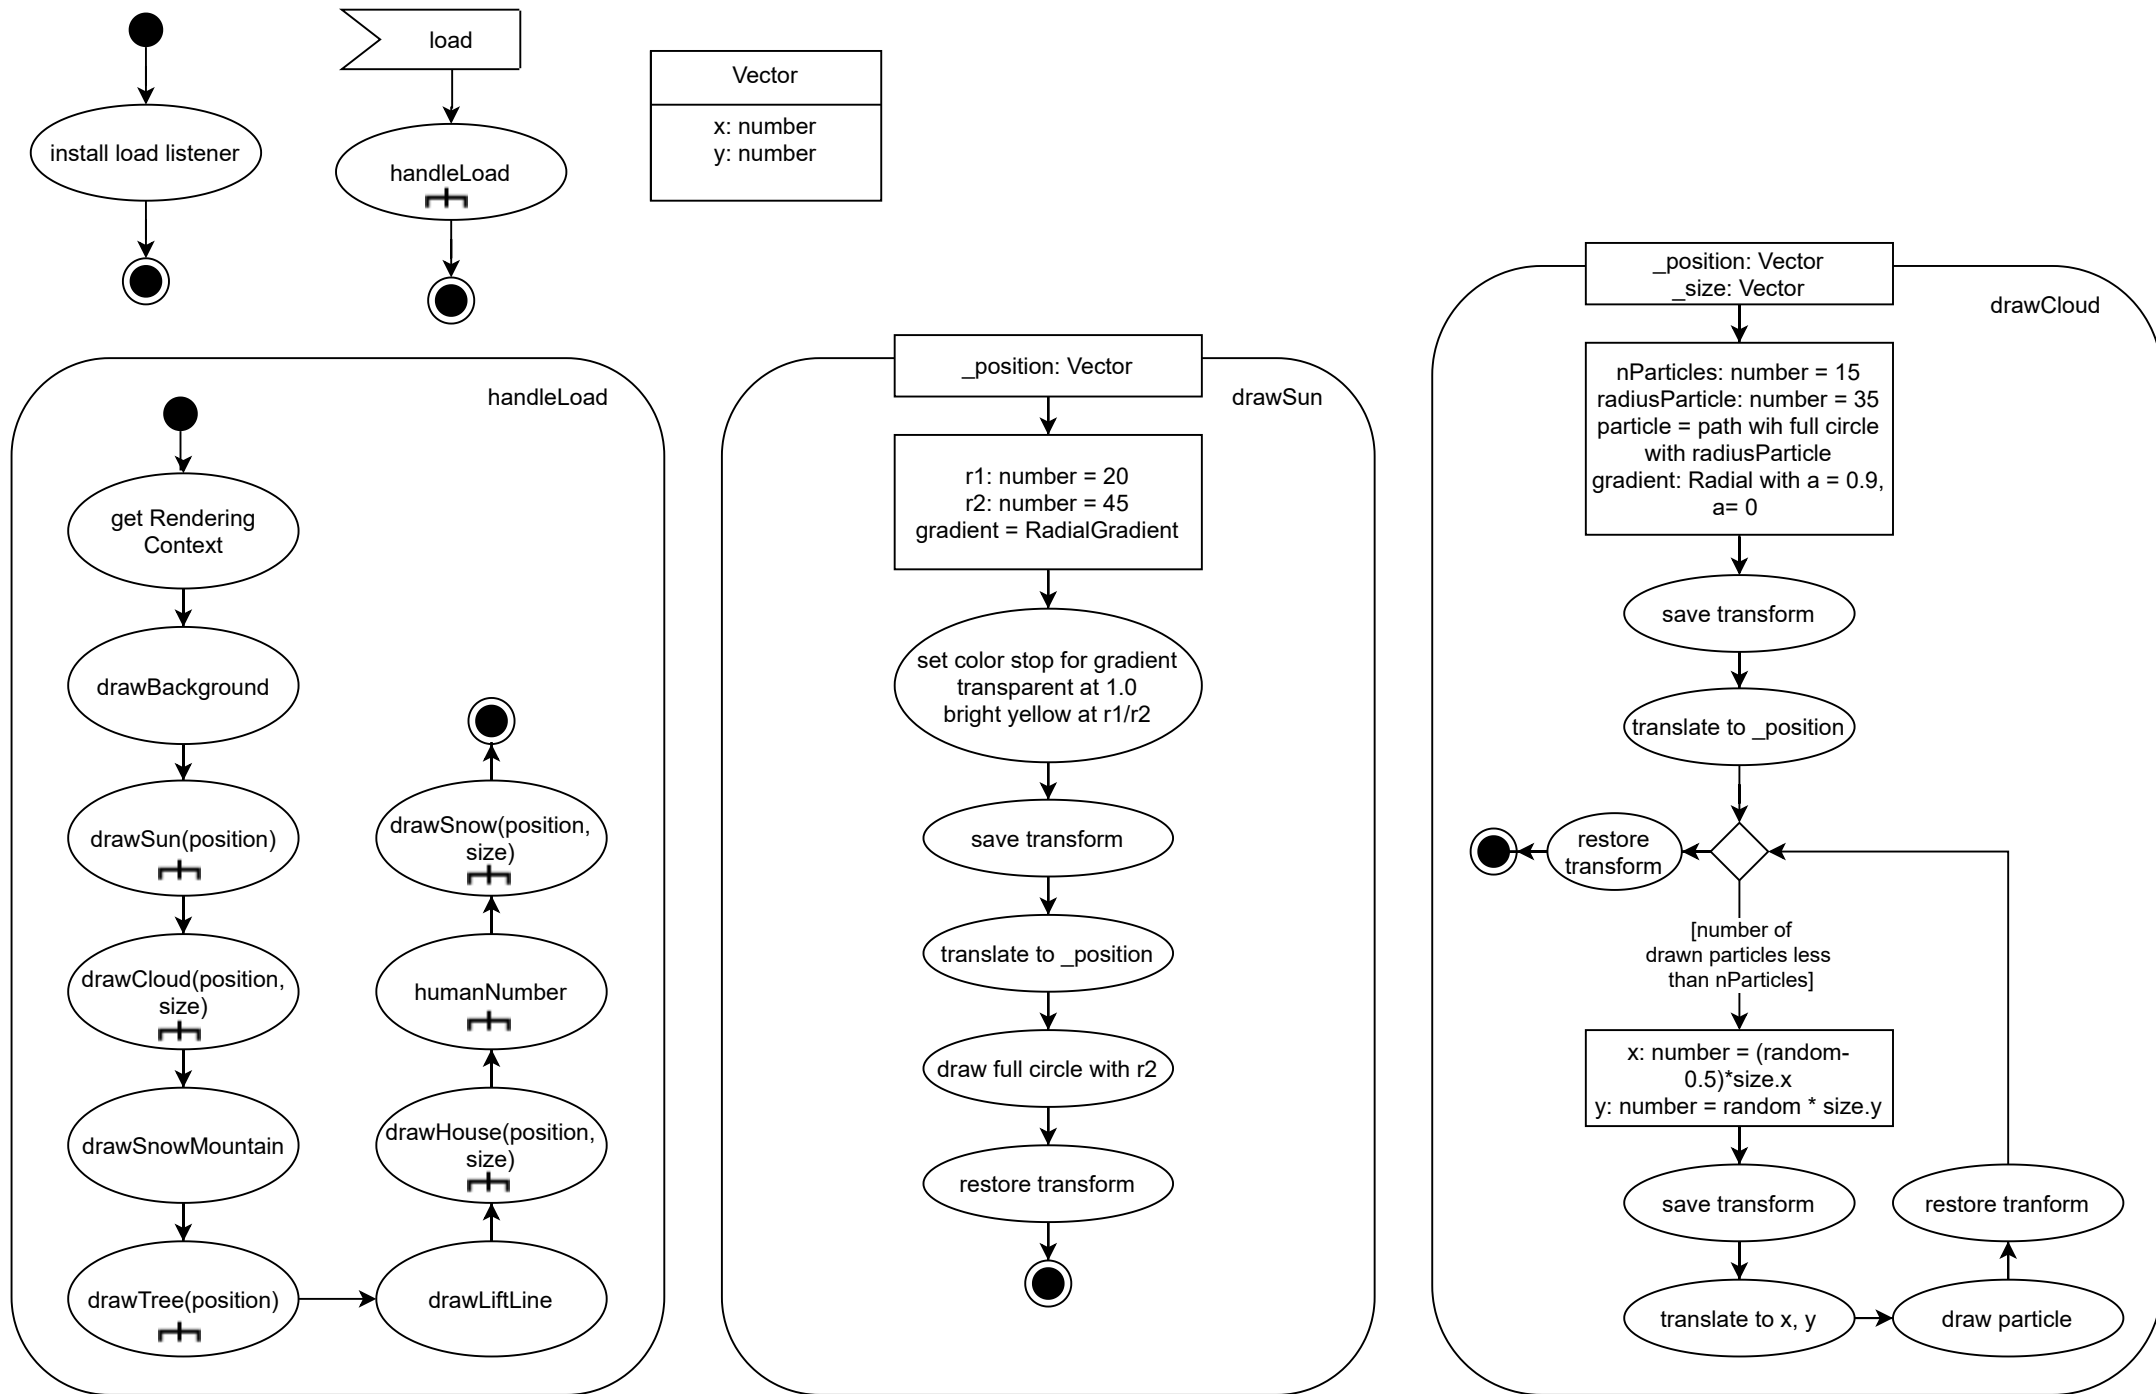 install load listener
load
handleLoad
Vector
x: number
y: number
handleLoad
get Rendering
Context
drawBackground
drawSun(position)
drawCloud(position,
size)
drawSnowMountain
drawTree(position)
drawLiftLine
drawHouse(position,
size)
humanNumber
drawSnow(position,
size)
_position: Vector
drawSun
r1: number = 20
r2: number = 45
gradient = RadialGradient
set color stop for gradient
transparent at 1.0
bright yellow at r1/r2
save transform
translate to _position
draw full circle with r2
restore transform
_position: Vector
_size: Vector
drawCloud
nParticles: number = 15
radiusParticle: number = 35
particle = path wih full circle
with radiusParticle
gradient: Radial with a = 0.9,
a= 0
save transform
translate to _position
restore
transform
[number of
drawn particles less
than nParticles]
x: number = (random-
0.5)*size.x
y: number = random * size.y
save transform
translate to x, y
draw particle
restore tranform